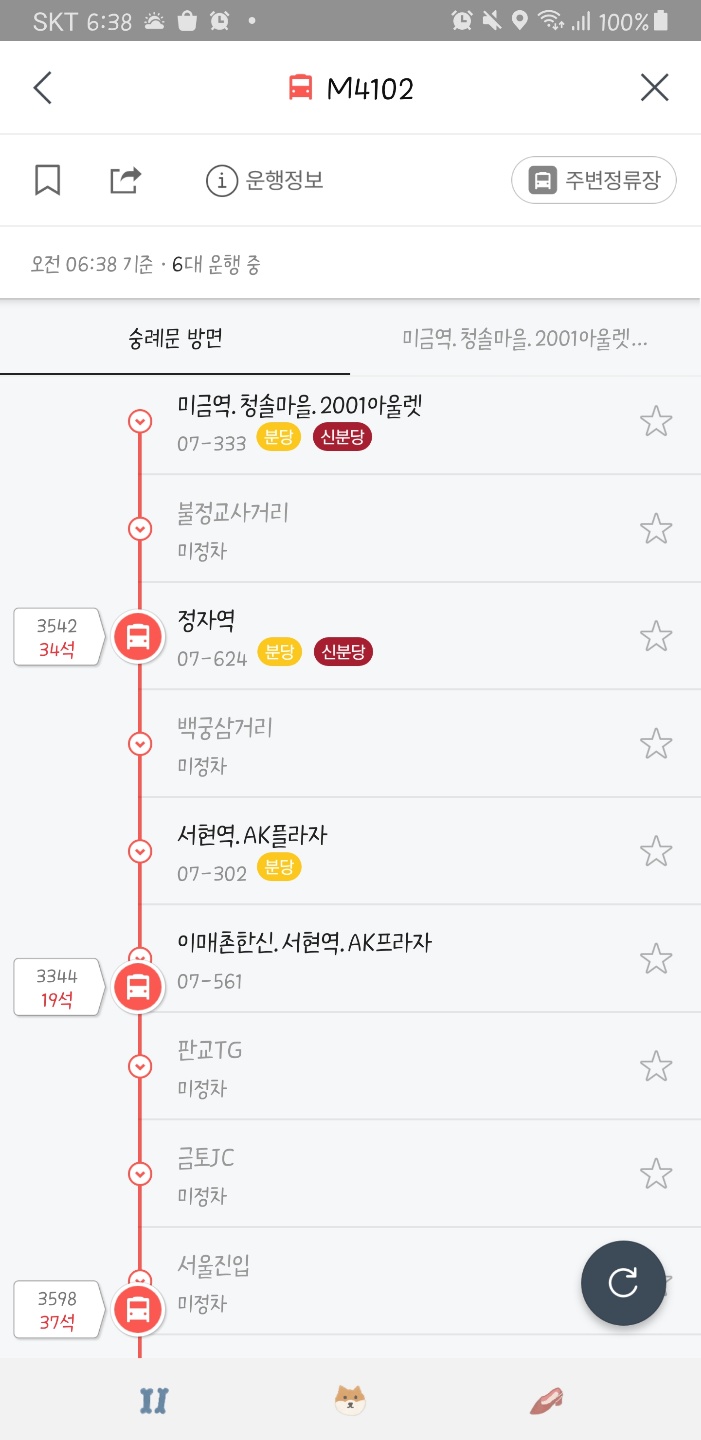 SKT 6:38 100%
M4102
운행정보 주변정류장
오전 06:38 기준 · 6대 운행 중
숭례문 방면 미금역.청솔마을.2001아울렛...
미금역.청솔마을.2001아울렛
07-333 분당 신분당
불정교사거리
미정차
3542
34석
정자역
07-624 분당 신분당
백궁삼거리
미정차
서현역.AK플라자
07-302 분당
이매촌한신.서현역.AK프라자
07-561
3344
19석
판교TG
미정차
금토JC
미정차
서울진입
미정차
3598
37석